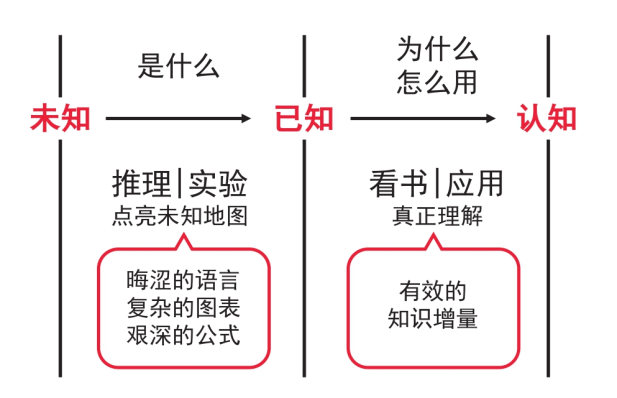 是什么
为什么
怎么用
未知
已知
认知
推理|实验
点亮未知地图
看书|应用
真正理解
晦涩的语言
复杂的图表
艰深的公式
有效的
知识增量